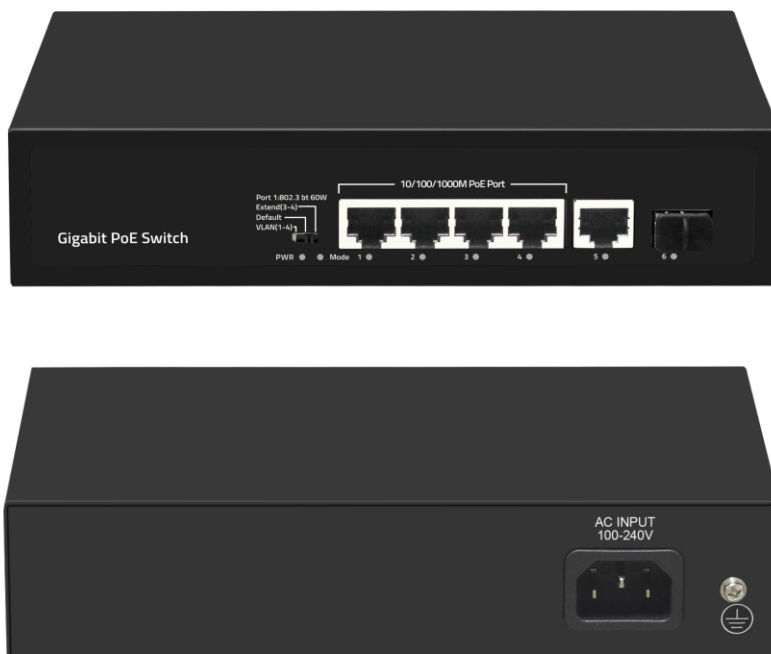 10/100/1000M PoE Port
Port 1:802.3 bt 60W
Extend(3-4)
Default
VLAN(1-4)
Gigabit PoE Switch
PWR Mode 1 2 3 4 5 6
AC INPUT
100-240V